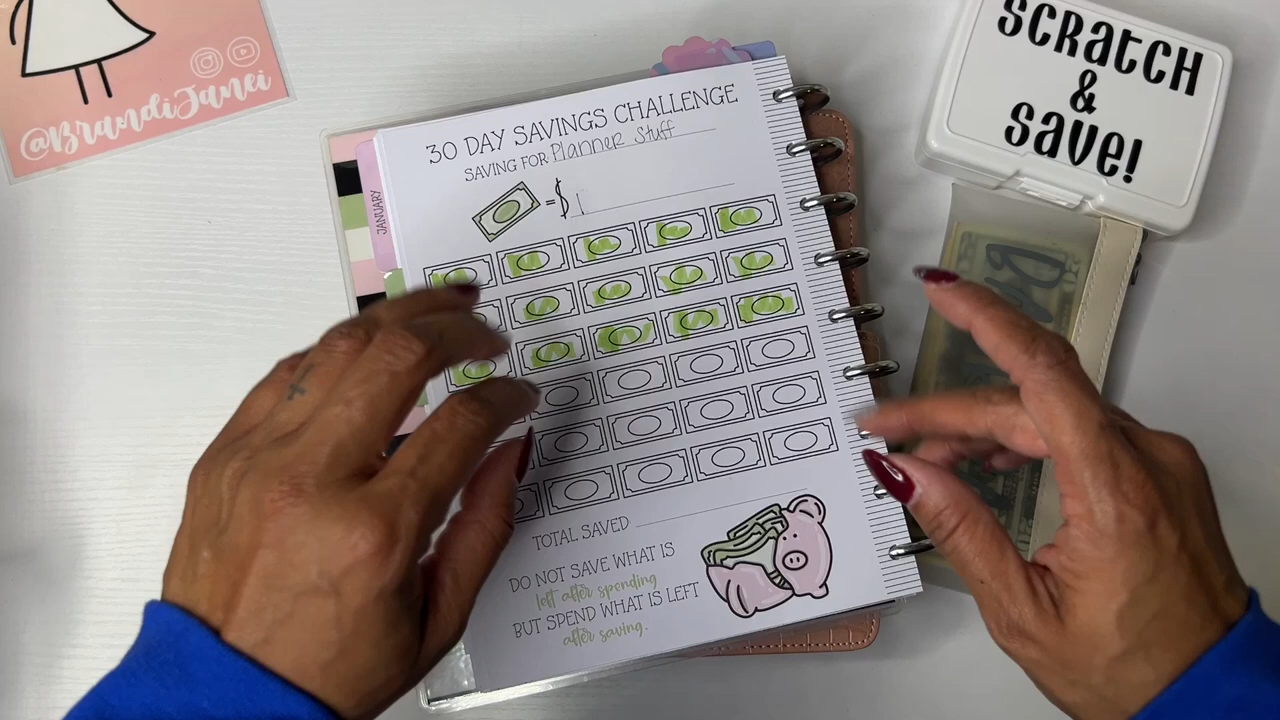 @BrandiJanei
SCRATCH
&
SAVE!
JANUARY
30 DAY SAVINGS CHALLENGE
SAVING FOR Planner Stuff
= $ 1
TOTAL SAVED
DO NOT SAVE WHAT IS
left after spending
BUT SPEND WHAT IS LEFT
after saving.